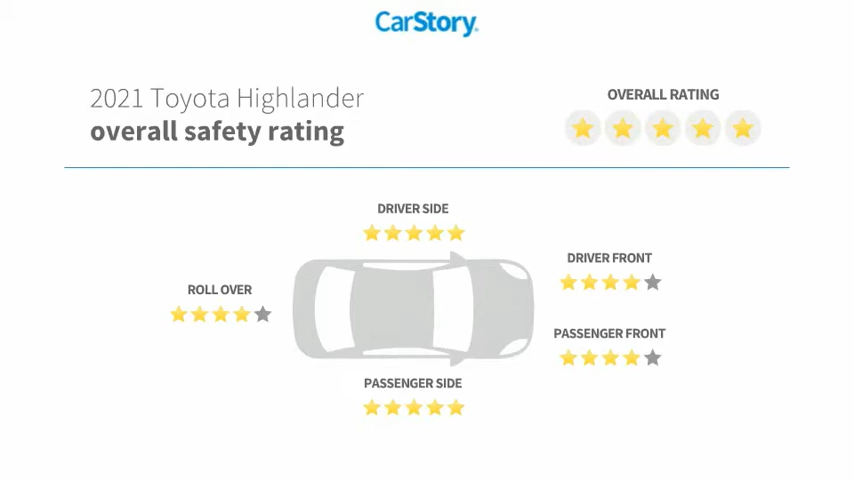 CarStory
2021 Toyota Highlander
overall safety rating
OVERALL RATING
DRIVER SIDE
DRIVER FRONT
ROLL OVER
PASSENGER FRONT
PASSENGER SIDE